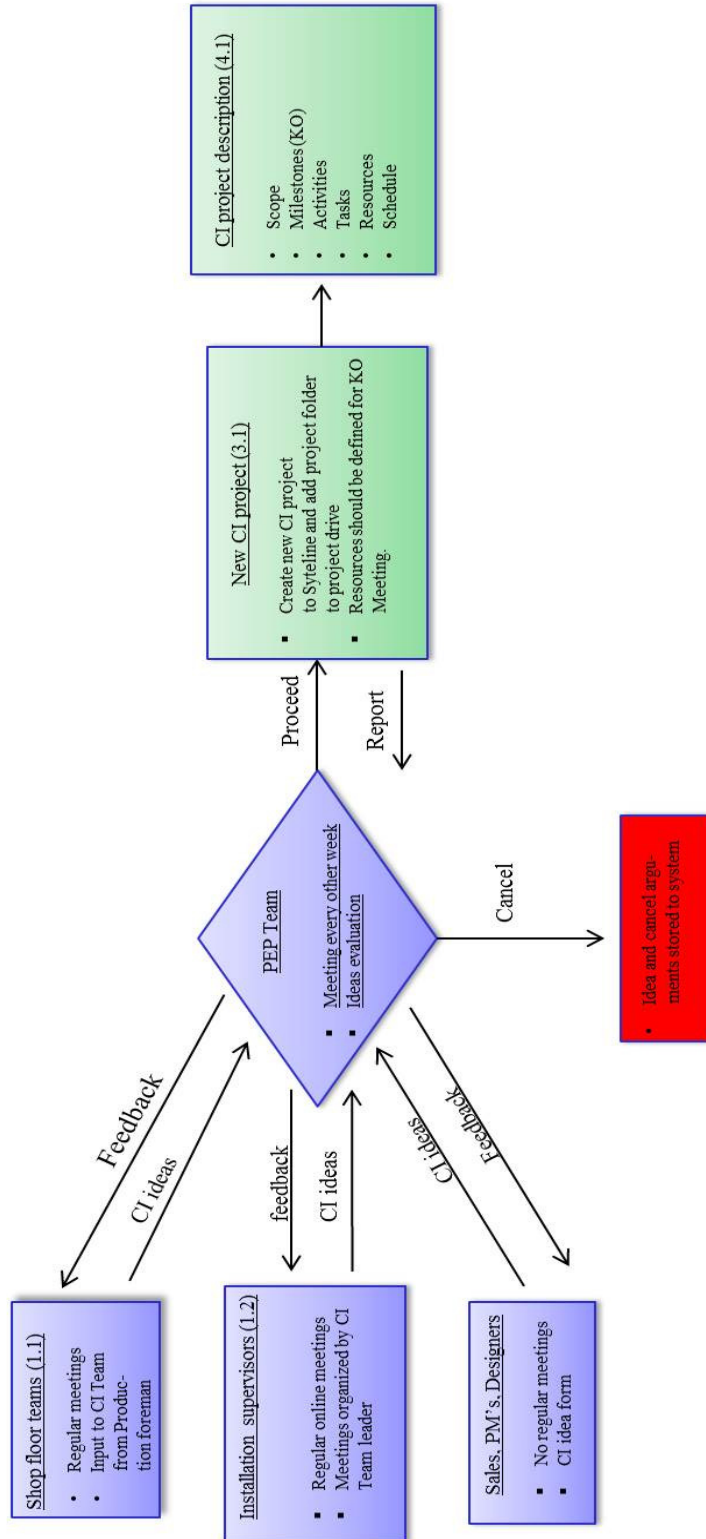 Shop floor teams (1.1)
• Regular meetings
• Input to CI Team
from Produc-
tion foreman
Installation supervisors (1.2)
▪ Regular online meetings
▪ Meetings organized by CI
Team leader
Sales. PM's. Designers
▪ No regular meetings
▪ CI idea form
Feedback
CI ideas
feedback
CI ideas
CI ideas
Feedback
PEP Team
▪ Meeting every other week
▪ Ideas evaluation
Proceed
Report
Cancel
• Idea and cancel argu-
ments stored to system
New CI project (3.1)
▪ Create new CI project
to Syteline and add project folder
to project drive
▪ Resources should be defined for KO
Meeting.
CI project description (4.1)
• Scope
• Milestones (KO)
• Activities
• Tasks
• Resources
• Schedule